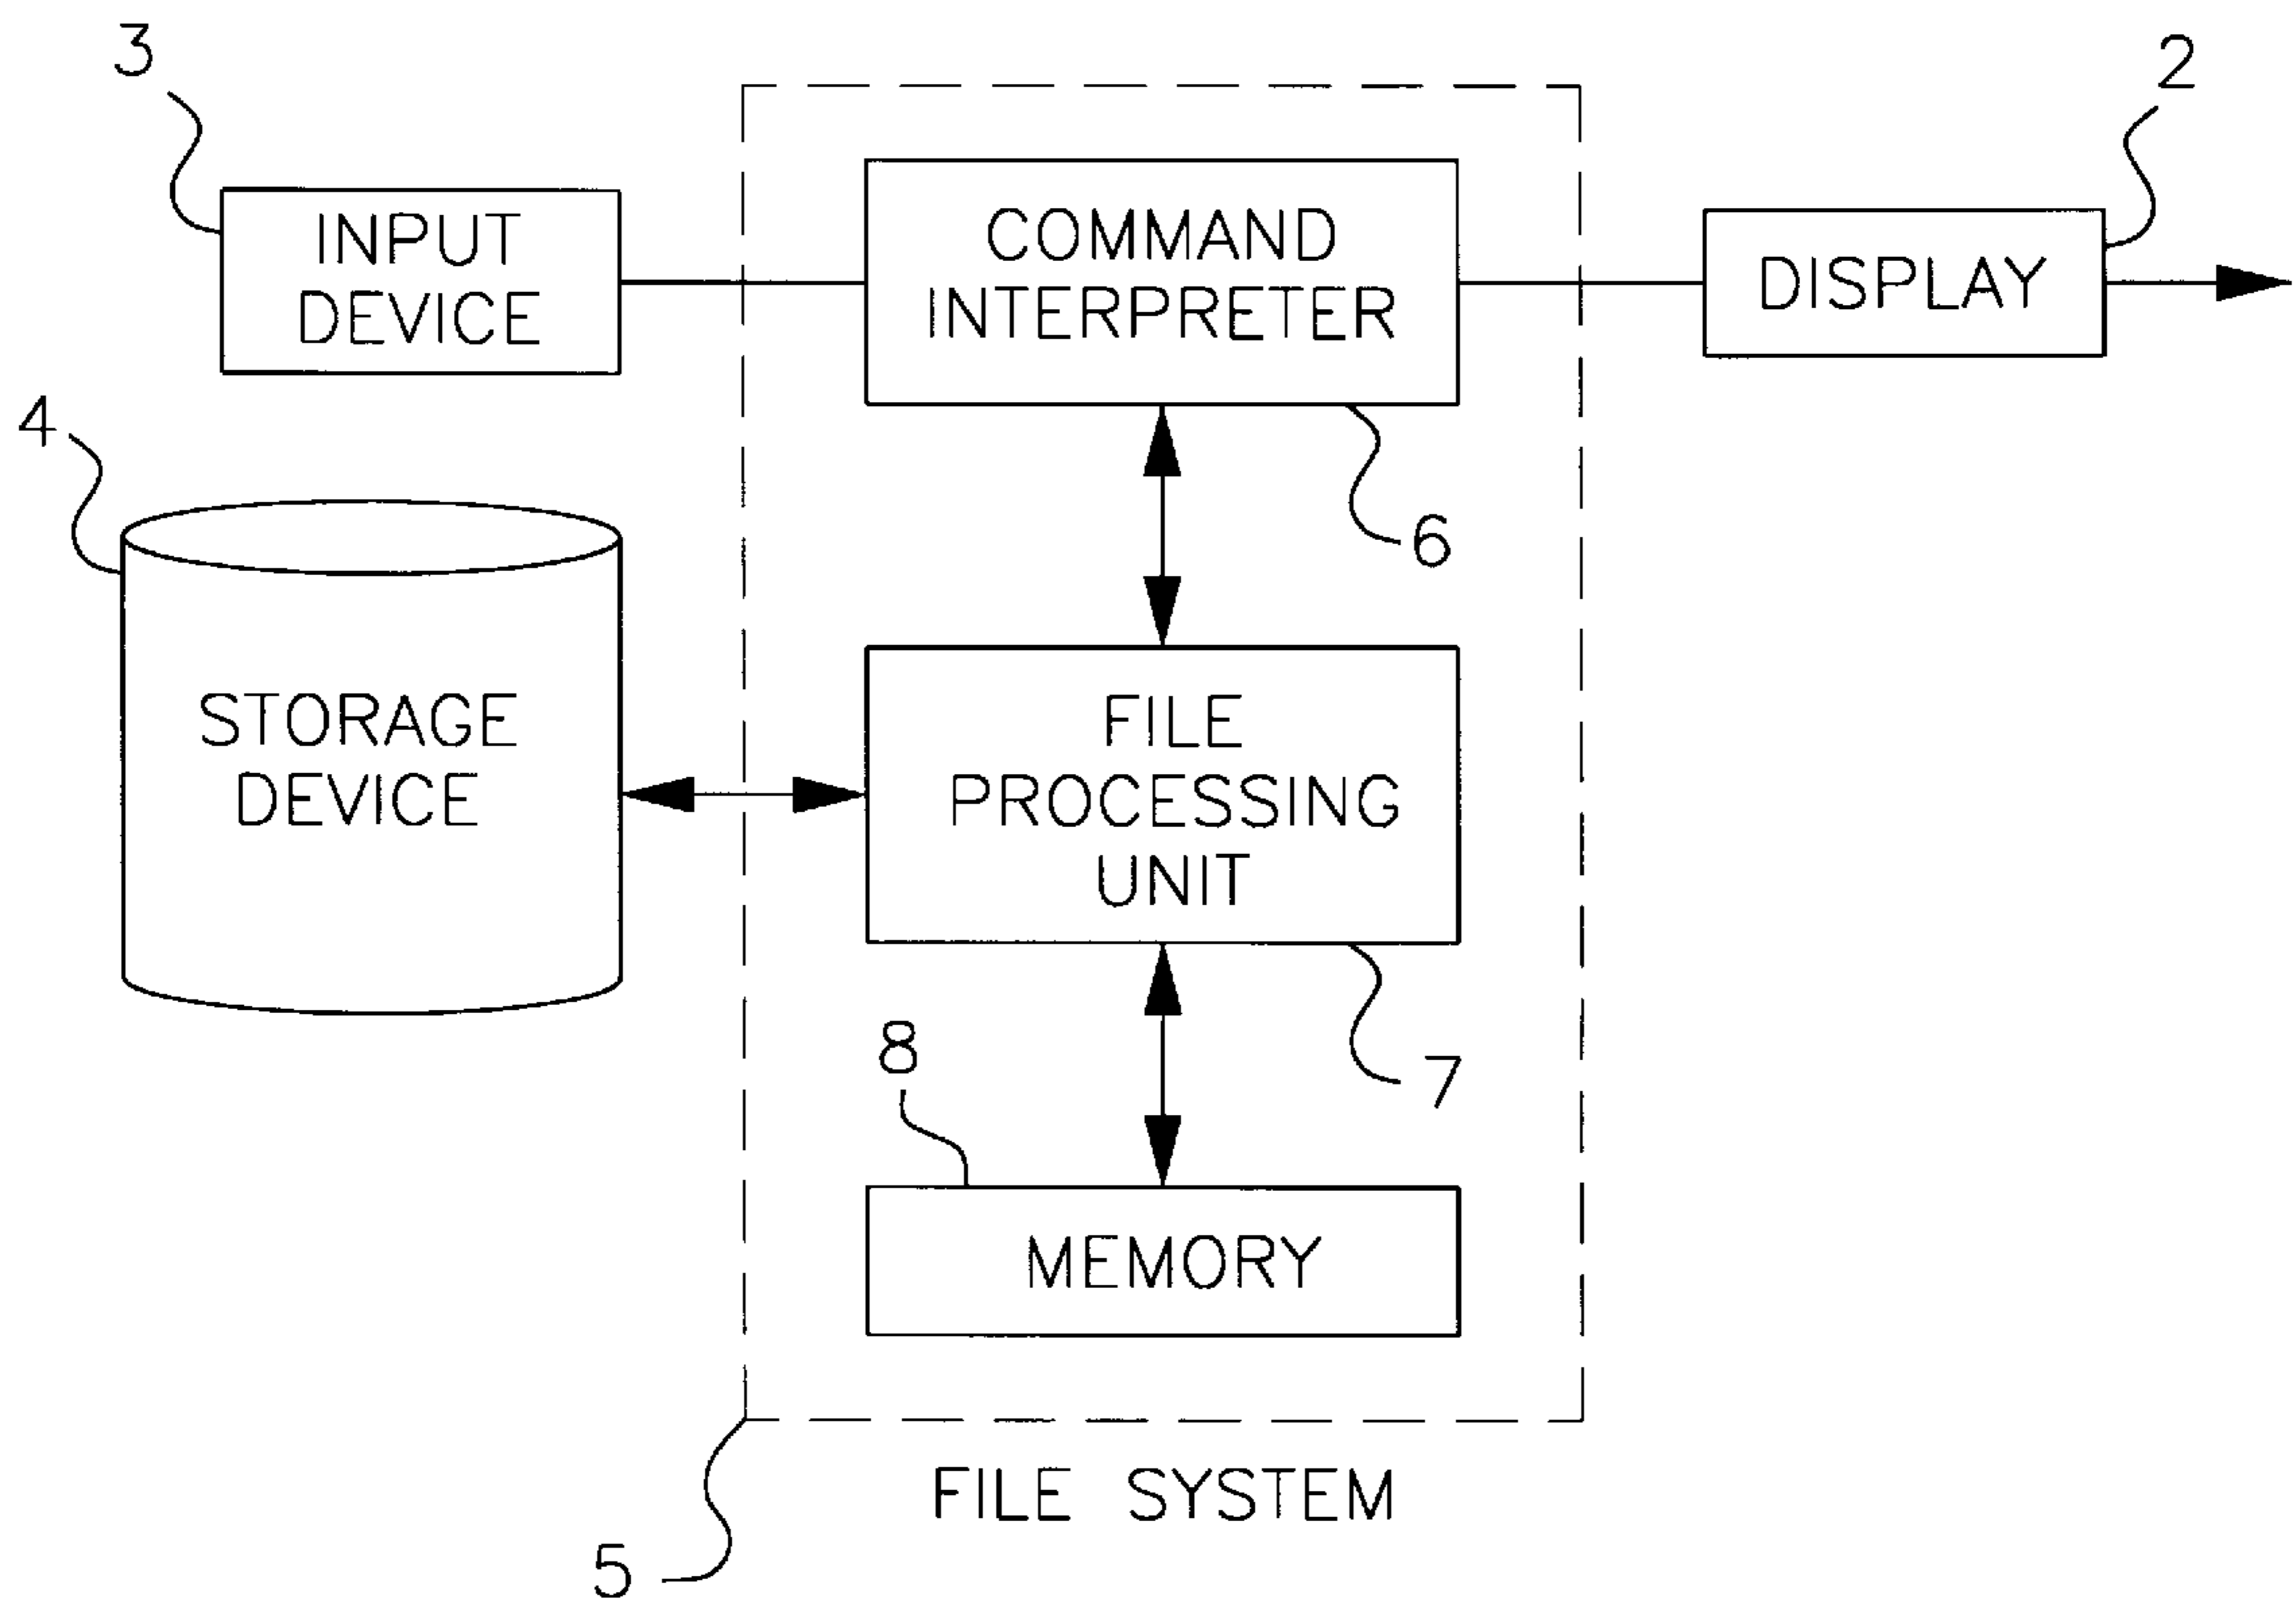 3
2
INPUT
DEVICE
COMMAND
INTERPRETER
DISPLAY
4
6
STORAGE
DEVICE
FILE
PROCESSING
UNIT
8
7
MEMORY
FILE SYSTEM
5